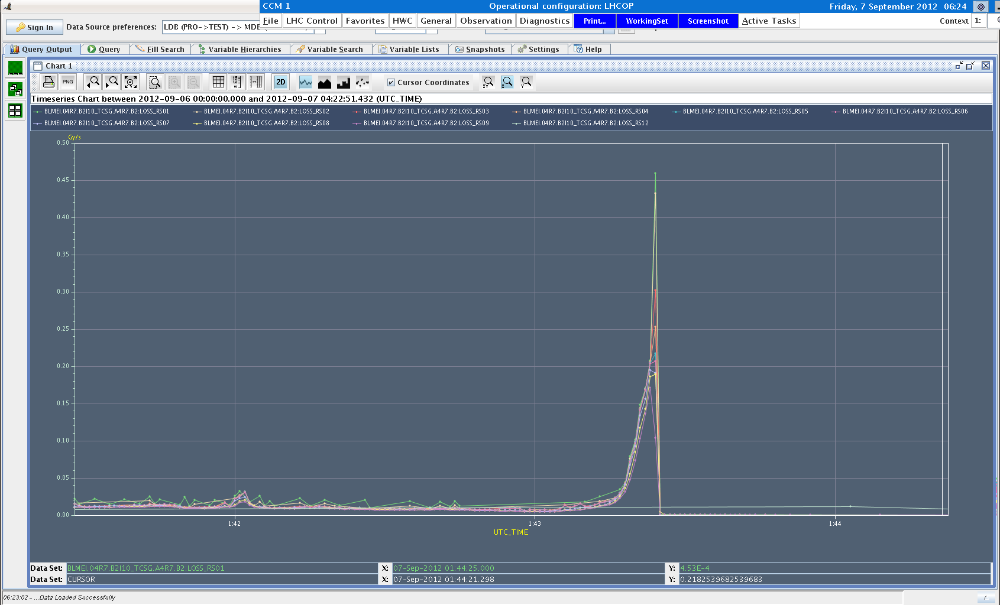 CCM 1 Operational configuration: LHCOP Friday, 7 September 2012 06:24
File LHC Control Favorites HWC General Observation Diagnostics Print... WorkingSet Screenshot Active Tasks Context 1:
Sign In Data Source preferences: LDB (PRO->TEST) -> MDB
Query Output Query Fill Search Variable Hierarchies Variable Search Variable Lists Snapshots Settings Help
Chart 1
PNG 2D Cursor Coordinates XY X Y
Timeseries Chart between 2012-09-06 00:00:00.000 and 2012-09-07 04:22:51.432 (UTC_TIME)
BLMEI.04R7.B2I10_TCSG.A4R7.B2:LOSS_RS01 BLMEI.04R7.B2I10_TCSG.A4R7.B2:LOSS_RS02 BLMEI.04R7.B2I10_TCSG.A4R7.B2:LOSS_RS03 BLMEI.04R7.B2I10_TCSG.A4R7.B2:LOSS_RS04 BLMEI.04R7.B2I10_TCSG.A4R7.B2:LOSS_RS05 BLMEI.04R7.B2I10_TCSG.A4R7.B2:LOSS_RS06
BLMEI.04R7.B2I10_TCSG.A4R7.B2:LOSS_RS07 BLMEI.04R7.B2I10_TCSG.A4R7.B2:LOSS_RS08 BLMEI.04R7.B2I10_TCSG.A4R7.B2:LOSS_RS09 BLMEI.04R7.B2I10_TCSG.A4R7.B2:LOSS_RS12
Gy/s
0.50
0.45
0.40
0.35
0.30
0.25
0.20
0.15
0.10
0.05
0.00
1:42 1:43 1:44
UTC_TIME
Data Set: BLMEI.04R7.B2I10_TCSG.A4R7.B2:LOSS_RS01 X: 07-Sep-2012 01:44:25.000 Y: 4.53E-4
Data Set: CURSOR X: 07-Sep-2012 01:44:21.298 Y: 0.2182539682539683
06:23:02 - ...Data Loaded Successfully